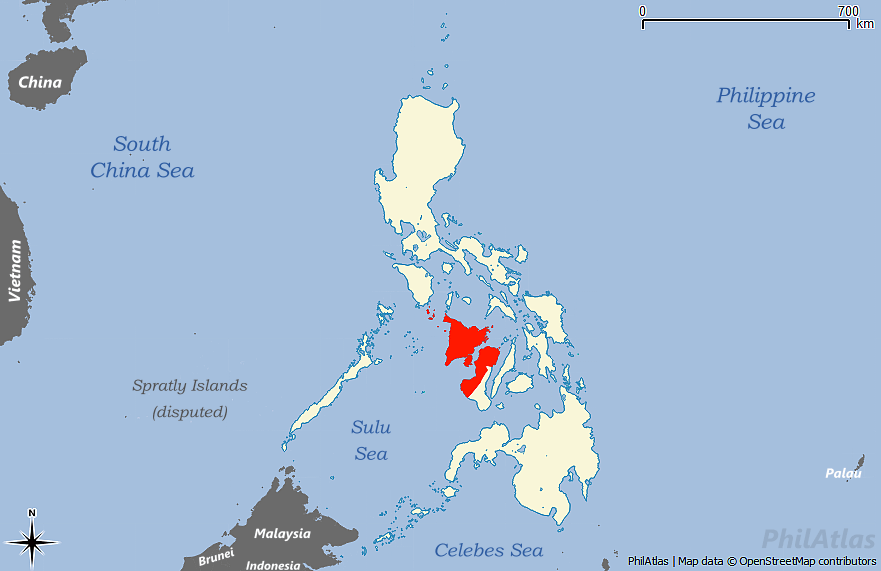 0 700
km
China
Philippine
Sea
South
China Sea
Vietnam
Spratly Islands
(disputed)
Sulu
Sea
Palau
N
Malaysia
Brunei
Indonesia
Celebes Sea
PhilAtlas
PhilAtlas | Map data © OpenStreetMap contributors